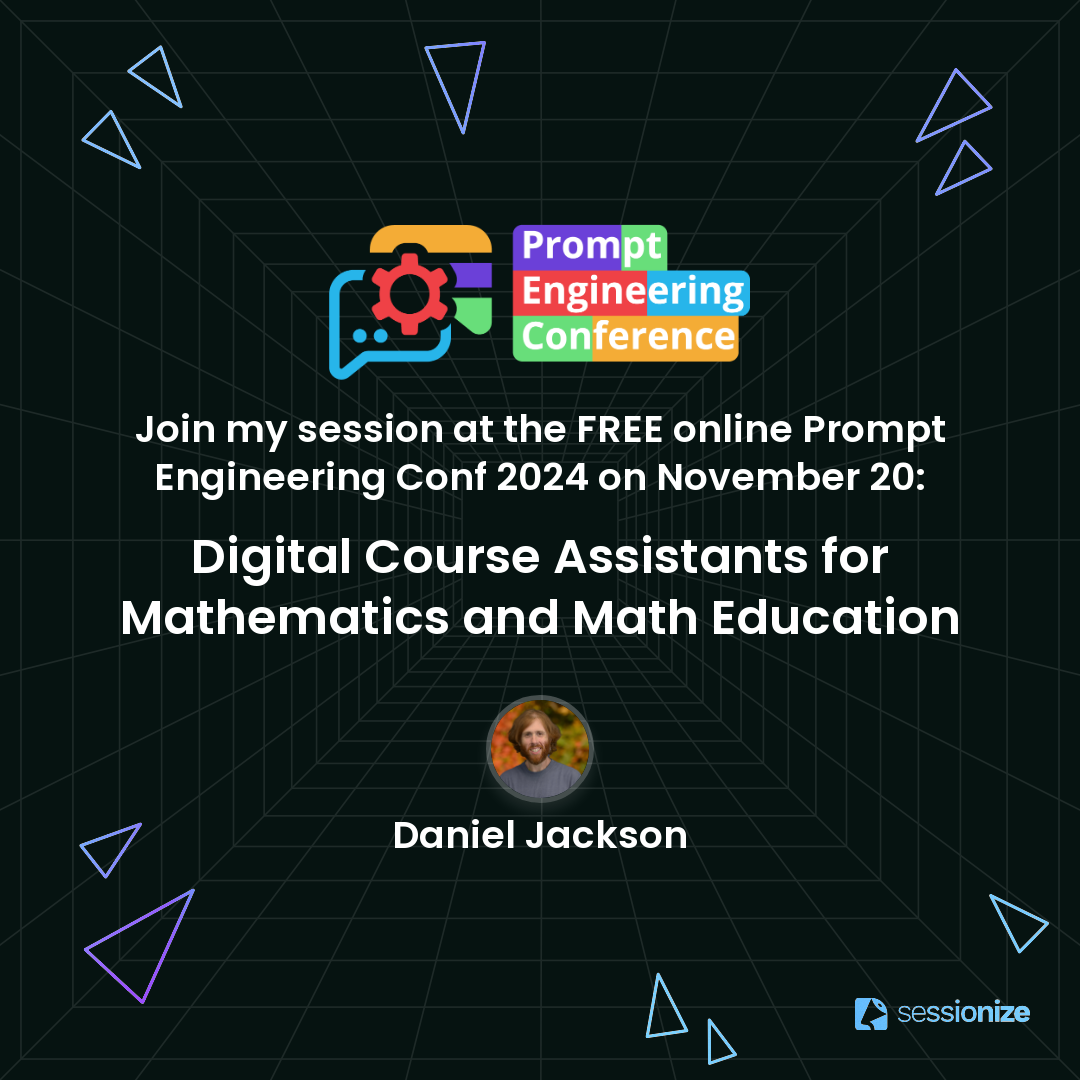 Prompt
Engineering
Conference
Join my session at the FREE online Prompt
Engineering Conf 2024 on November 20:
Digital Course Assistants for
Mathematics and Math Education
Daniel Jackson
sessionize